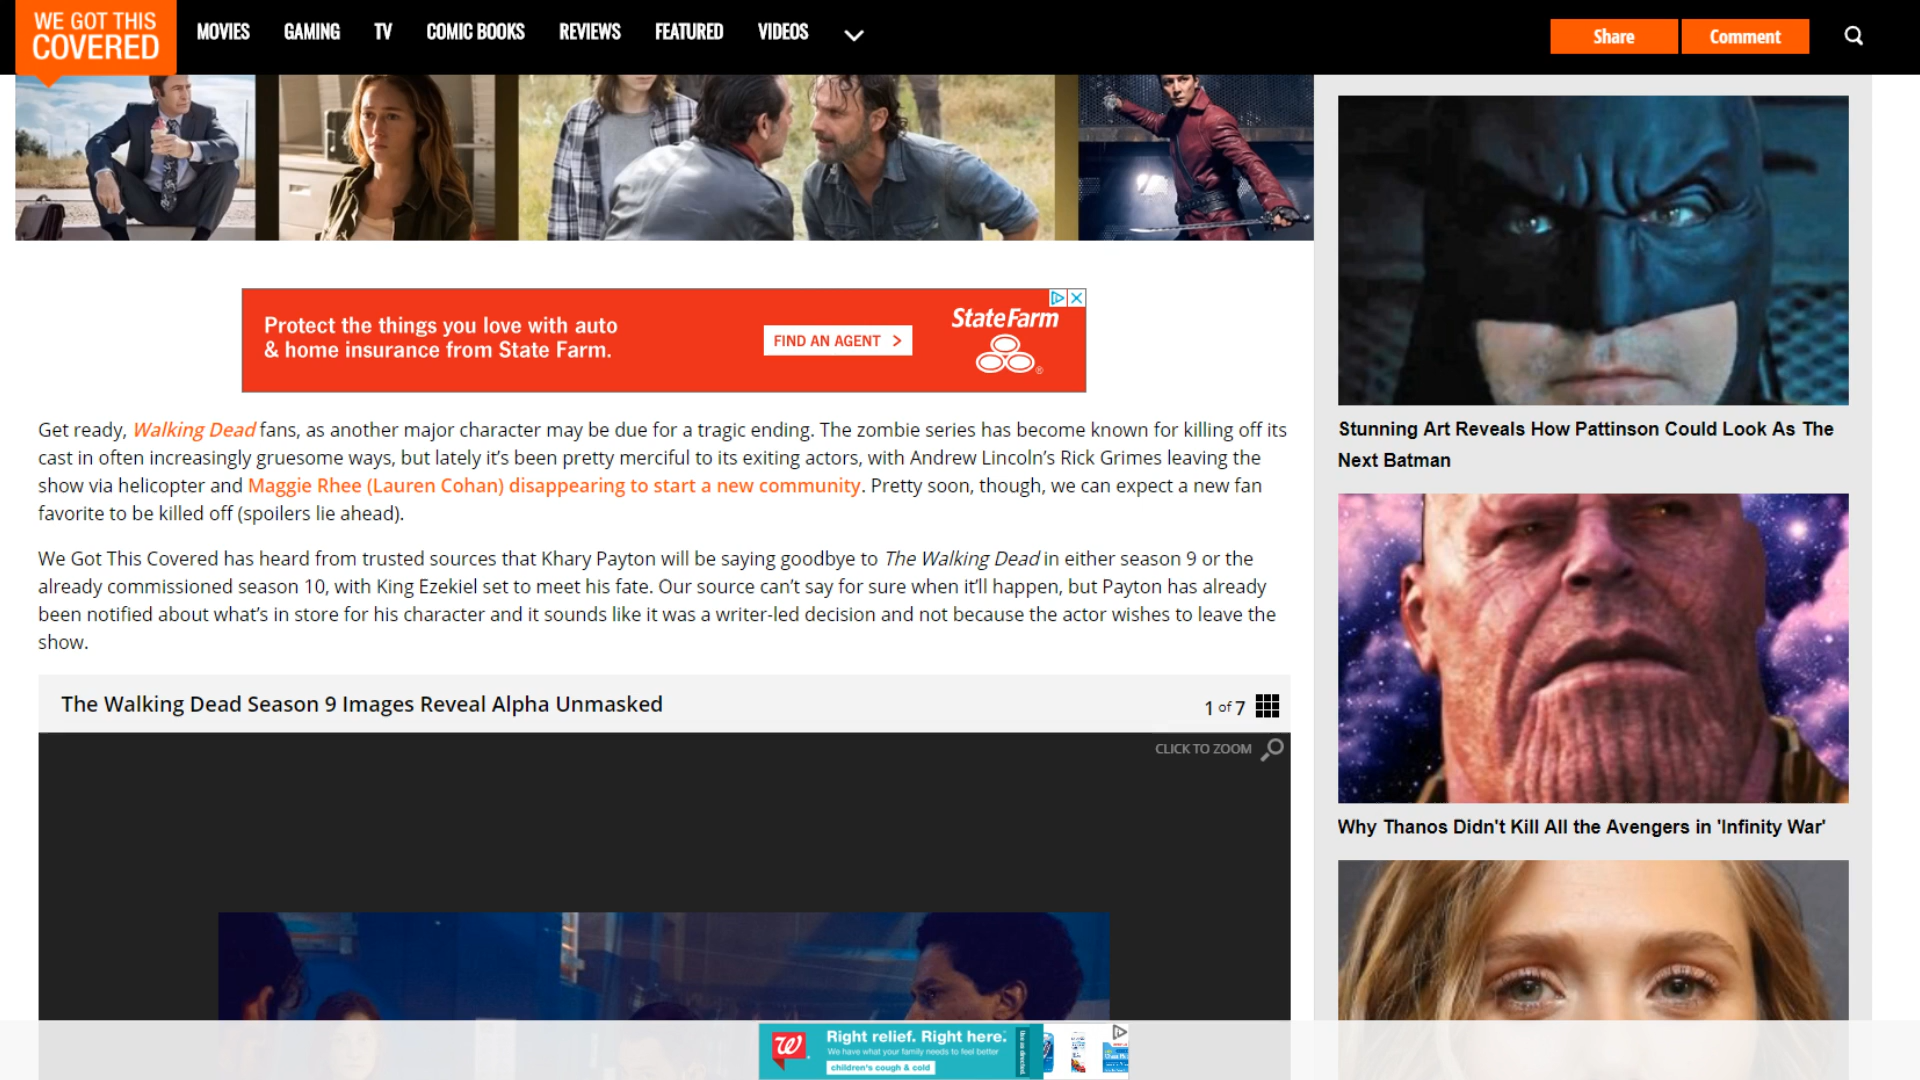 WE GOT THIS
COVERED
MOVIES
GAMING
TV
COMIC BOOKS
REVIEWS
FEATURED
VIDEOS
Share
Comment
Protect the things you love with auto
& home insurance from State Farm.
FIND AN AGENT >
StateFarm
Get ready, Walking Dead fans, as another major character may be due for a tragic ending. The zombie series has become known for killing off its
cast in often increasingly gruesome ways, but lately it’s been pretty merciful to its exiting actors, with Andrew Lincoln’s Rick Grimes leaving the
show via helicopter and Maggie Rhee (Lauren Cohan) disappearing to start a new community. Pretty soon, though, we can expect a new fan
favorite to be killed off (spoilers lie ahead).
We Got This Covered has heard from trusted sources that Khary Payton will be saying goodbye to The Walking Dead in either season 9 or the
already commissioned season 10, with King Ezekiel set to meet his fate. Our source can’t say for sure when it’ll happen, but Payton has already
been notified about what’s in store for his character and it sounds like it was a writer-led decision and not because the actor wishes to leave the
show.
The Walking Dead Season 9 Images Reveal Alpha Unmasked
1 of 7
CLICK TO ZOOM
Stunning Art Reveals How Pattinson Could Look As The
Next Batman
Why Thanos Didn't Kill All the Avengers in 'Infinity War'
Right relief. Right here.
We have what your family needs to feel better
children's cough & cold
Use as directed.